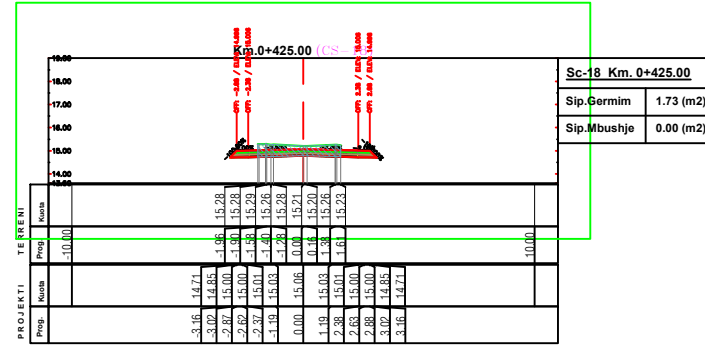 Km.0+425.00 (CS-18)
19.00
18.00
17.00
16.00
15.00
14.00
13.00
Sc-18 Km. 0+425.00
Sip.Germim 1.73 (m2)
Sip.Mbushje 0.00 (m2)
TERRENI
Kuota 15.28 15.28 15.29 15.26 15.28 15.21 15.20 15.26 15.23
Prog. -10.00 -1.96 -1.90 -1.58 -1.40 -1.28 0.00 0.16 1.38 1.61 10.00
PROJEKTI
Kuota 14.71 14.85 15.00 15.00 15.01 15.03 15.06 15.03 15.01 15.00 15.00 14.85 14.71
Prog. -3.16 -3.02 -2.87 -2.62 -2.37 -1.19 0.00 1.19 2.38 2.63 2.88 3.02 3.16